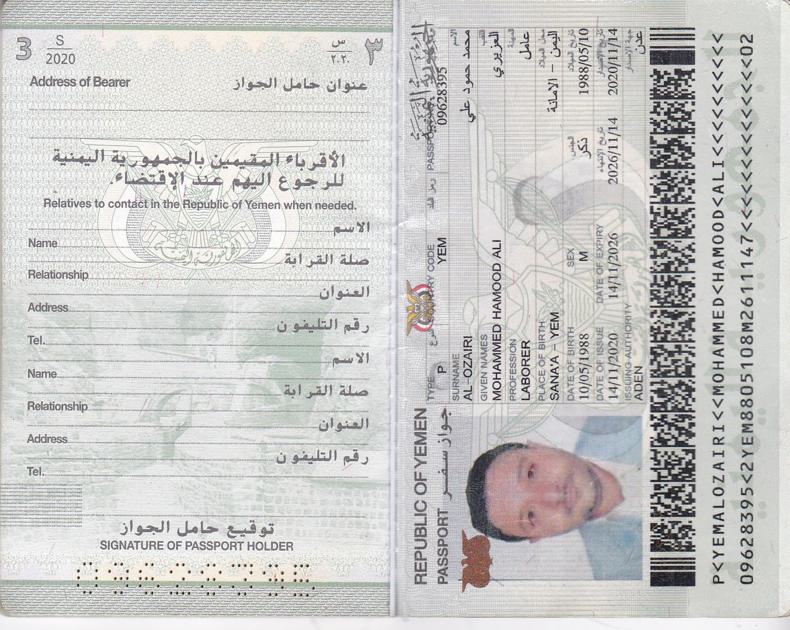 3 S 2020
Address of Bearer
عنوان حامل الجواز
س ٢٠٢٠ ٣
الأقرباء المقيمين بالجمهورية اليمنية
للرجوع اليهم عند الإقتضاء.
Relatives to contact in the Republic of Yemen when needed.
Name الاسم
Relationship صلة القرابة
Address العنوان
Tel. رقم التليفون
Name الاسم
Relationship صلة القرابة
Address العنوان
Tel. رقم التليفون
توقيع حامل الجواز
SIGNATURE OF PASSPORT HOLDER
REPUBLIC OF YEMEN الجمهورية اليمنية
PASSPORT جواز سفر
TYPE نوع COUNTRY CODE رمز البلد
P YEM 09628395
SURNAME الاسم
AL-OZAIRI محمد حمود علي
GIVEN NAMES اللقب
MOHAMMED HAMOOD ALI العزيري
PROFESSION المهنة
LABORER عامل
PLACE OF BIRTH محل الميلاد
SANA'A - YEM اليمن - الامانة
DATE OF BIRTH SEX الجنس تاريخ الميلاد
10/05/1988 M ذكر 1988/05/10
DATE OF ISSUE DATE OF EXPIRY تاريخ الإنتهاء تاريخ الإصدار
14/11/2020 14/11/2026 2026/11/14 2020/11/14
ISSUING AUTHORITY جهة الإصدار
ADEN عدن
P<YEMALOZAIRI<<MOHAMMED<HAMOOD<ALI<<<<<<<<<<
09628395<2YEM8805108M2611147<<<<<<<<<<<<<<02